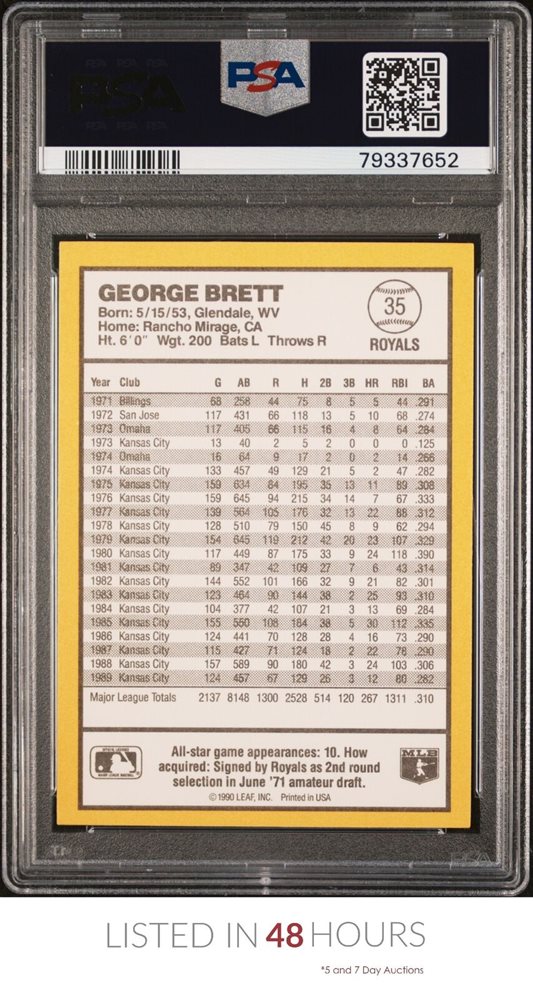 PSA
79337652
GEORGE BRETT
Born: 5/15/53, Glendale, WV
Home: Rancho Mirage, CA
Ht. 6'0" Wgt. 200 Bats L Throws R
35
ROYALS
Year Club G AB R H 2B 3B HR RBI BA
1971 Billings 68 258 44 75 8 5 5 44 .291
1972 San Jose 117 431 66 118 13 5 10 68 .274
1973 Omaha 117 405 66 115 16 4 8 64 .284
1973 Kansas City 13 40 2 5 2 0 0 0 .125
1974 Omaha 16 64 9 17 2 0 2 14 .266
1974 Kansas City 133 457 49 129 21 5 2 47 .282
1975 Kansas City 159 634 84 195 35 13 11 89 .308
1976 Kansas City 159 645 94 215 34 14 7 67 .333
1977 Kansas City 139 564 105 176 32 13 22 88 .312
1978 Kansas City 128 510 79 150 45 8 9 62 .294
1979 Kansas City 154 645 119 212 42 20 23 107 .329
1980 Kansas City 117 449 87 175 33 9 24 118 .390
1981 Kansas City 89 347 42 109 27 7 6 43 .314
1982 Kansas City 144 552 101 166 32 9 21 82 .301
1983 Kansas City 123 464 90 144 38 2 25 93 .310
1984 Kansas City 104 377 42 107 21 3 13 69 .284
1985 Kansas City 155 550 108 184 38 5 30 112 .335
1986 Kansas City 124 441 70 128 28 4 16 73 .290
1987 Kansas City 115 427 71 124 18 2 22 78 .290
1988 Kansas City 157 589 90 180 42 3 24 103 .306
1989 Kansas City 124 457 67 129 26 3 12 80 .282
Major League Totals 2137 8148 1300 2528 514 120 267 1311 .310
All-star game appearances: 10. How
acquired: Signed by Royals as 2nd round
selection in June '71 amateur draft.
MLB
© 1990 LEAF, INC. Printed in USA
LISTED IN 48 HOURS
*5 and 7 Day Auctions